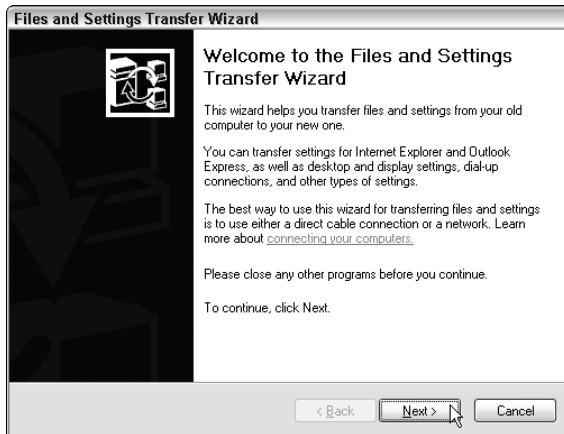 Files and Settings Transfer Wizard
Welcome to the Files and Settings
Transfer Wizard
This wizard helps you transfer files and settings from your old
computer to your new one.
You can transfer settings for Internet Explorer and Outlook
Express, as well as desktop and display settings, dial-up
connections, and other types of settings.
The best way to use this wizard for transferring files and settings
is to use either a direct cable connection or a network. Learn
more about connecting your computers.
Please close any other programs before you continue.
To continue, click Next.
< Back Next > Cancel